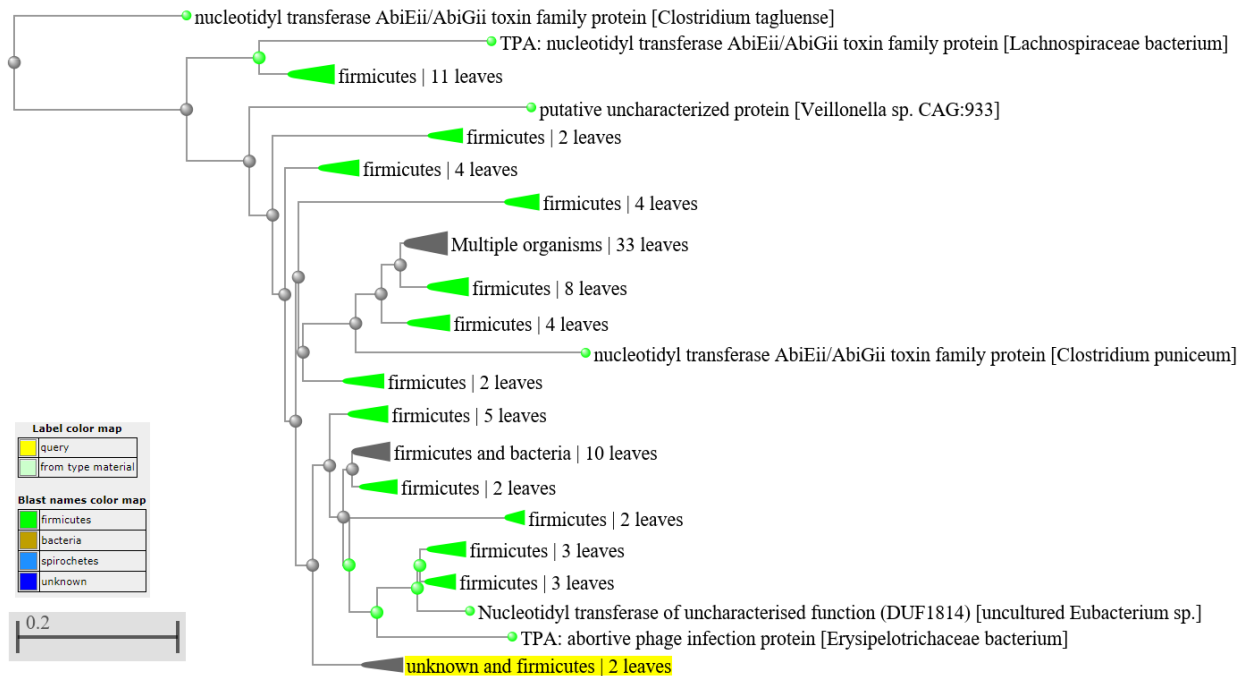 nucleotidyl transferase AbiEii/AbiGii toxin family protein [Clostridium tagluense]
TPA: nucleotidyl transferase AbiEii/AbiGii toxin family protein [Lachnospiraceae bacterium]
firmicutes | 11 leaves
putative uncharacterized protein [Veillonella sp. CAG:933]
firmicutes | 2 leaves
firmicutes | 4 leaves
firmicutes | 4 leaves
Multiple organisms | 33 leaves
firmicutes | 8 leaves
firmicutes | 4 leaves
nucleotidyl transferase AbiEii/AbiGii toxin family protein [Clostridium puniceum]
firmicutes | 2 leaves
firmicutes | 5 leaves
firmicutes and bacteria | 10 leaves
firmicutes | 2 leaves
firmicutes | 2 leaves
firmicutes | 3 leaves
firmicutes | 3 leaves
Nucleotidyl transferase of uncharacterised function (DUF1814) [uncultured Eubacterium sp.]
TPA: abortive phage infection protein [Erysipelotrichaceae bacterium]
unknown and firmicutes | 2 leaves
Label color map
query
from type material
Blast names color map
firmicutes
bacteria
spirochetes
unknown
0.2